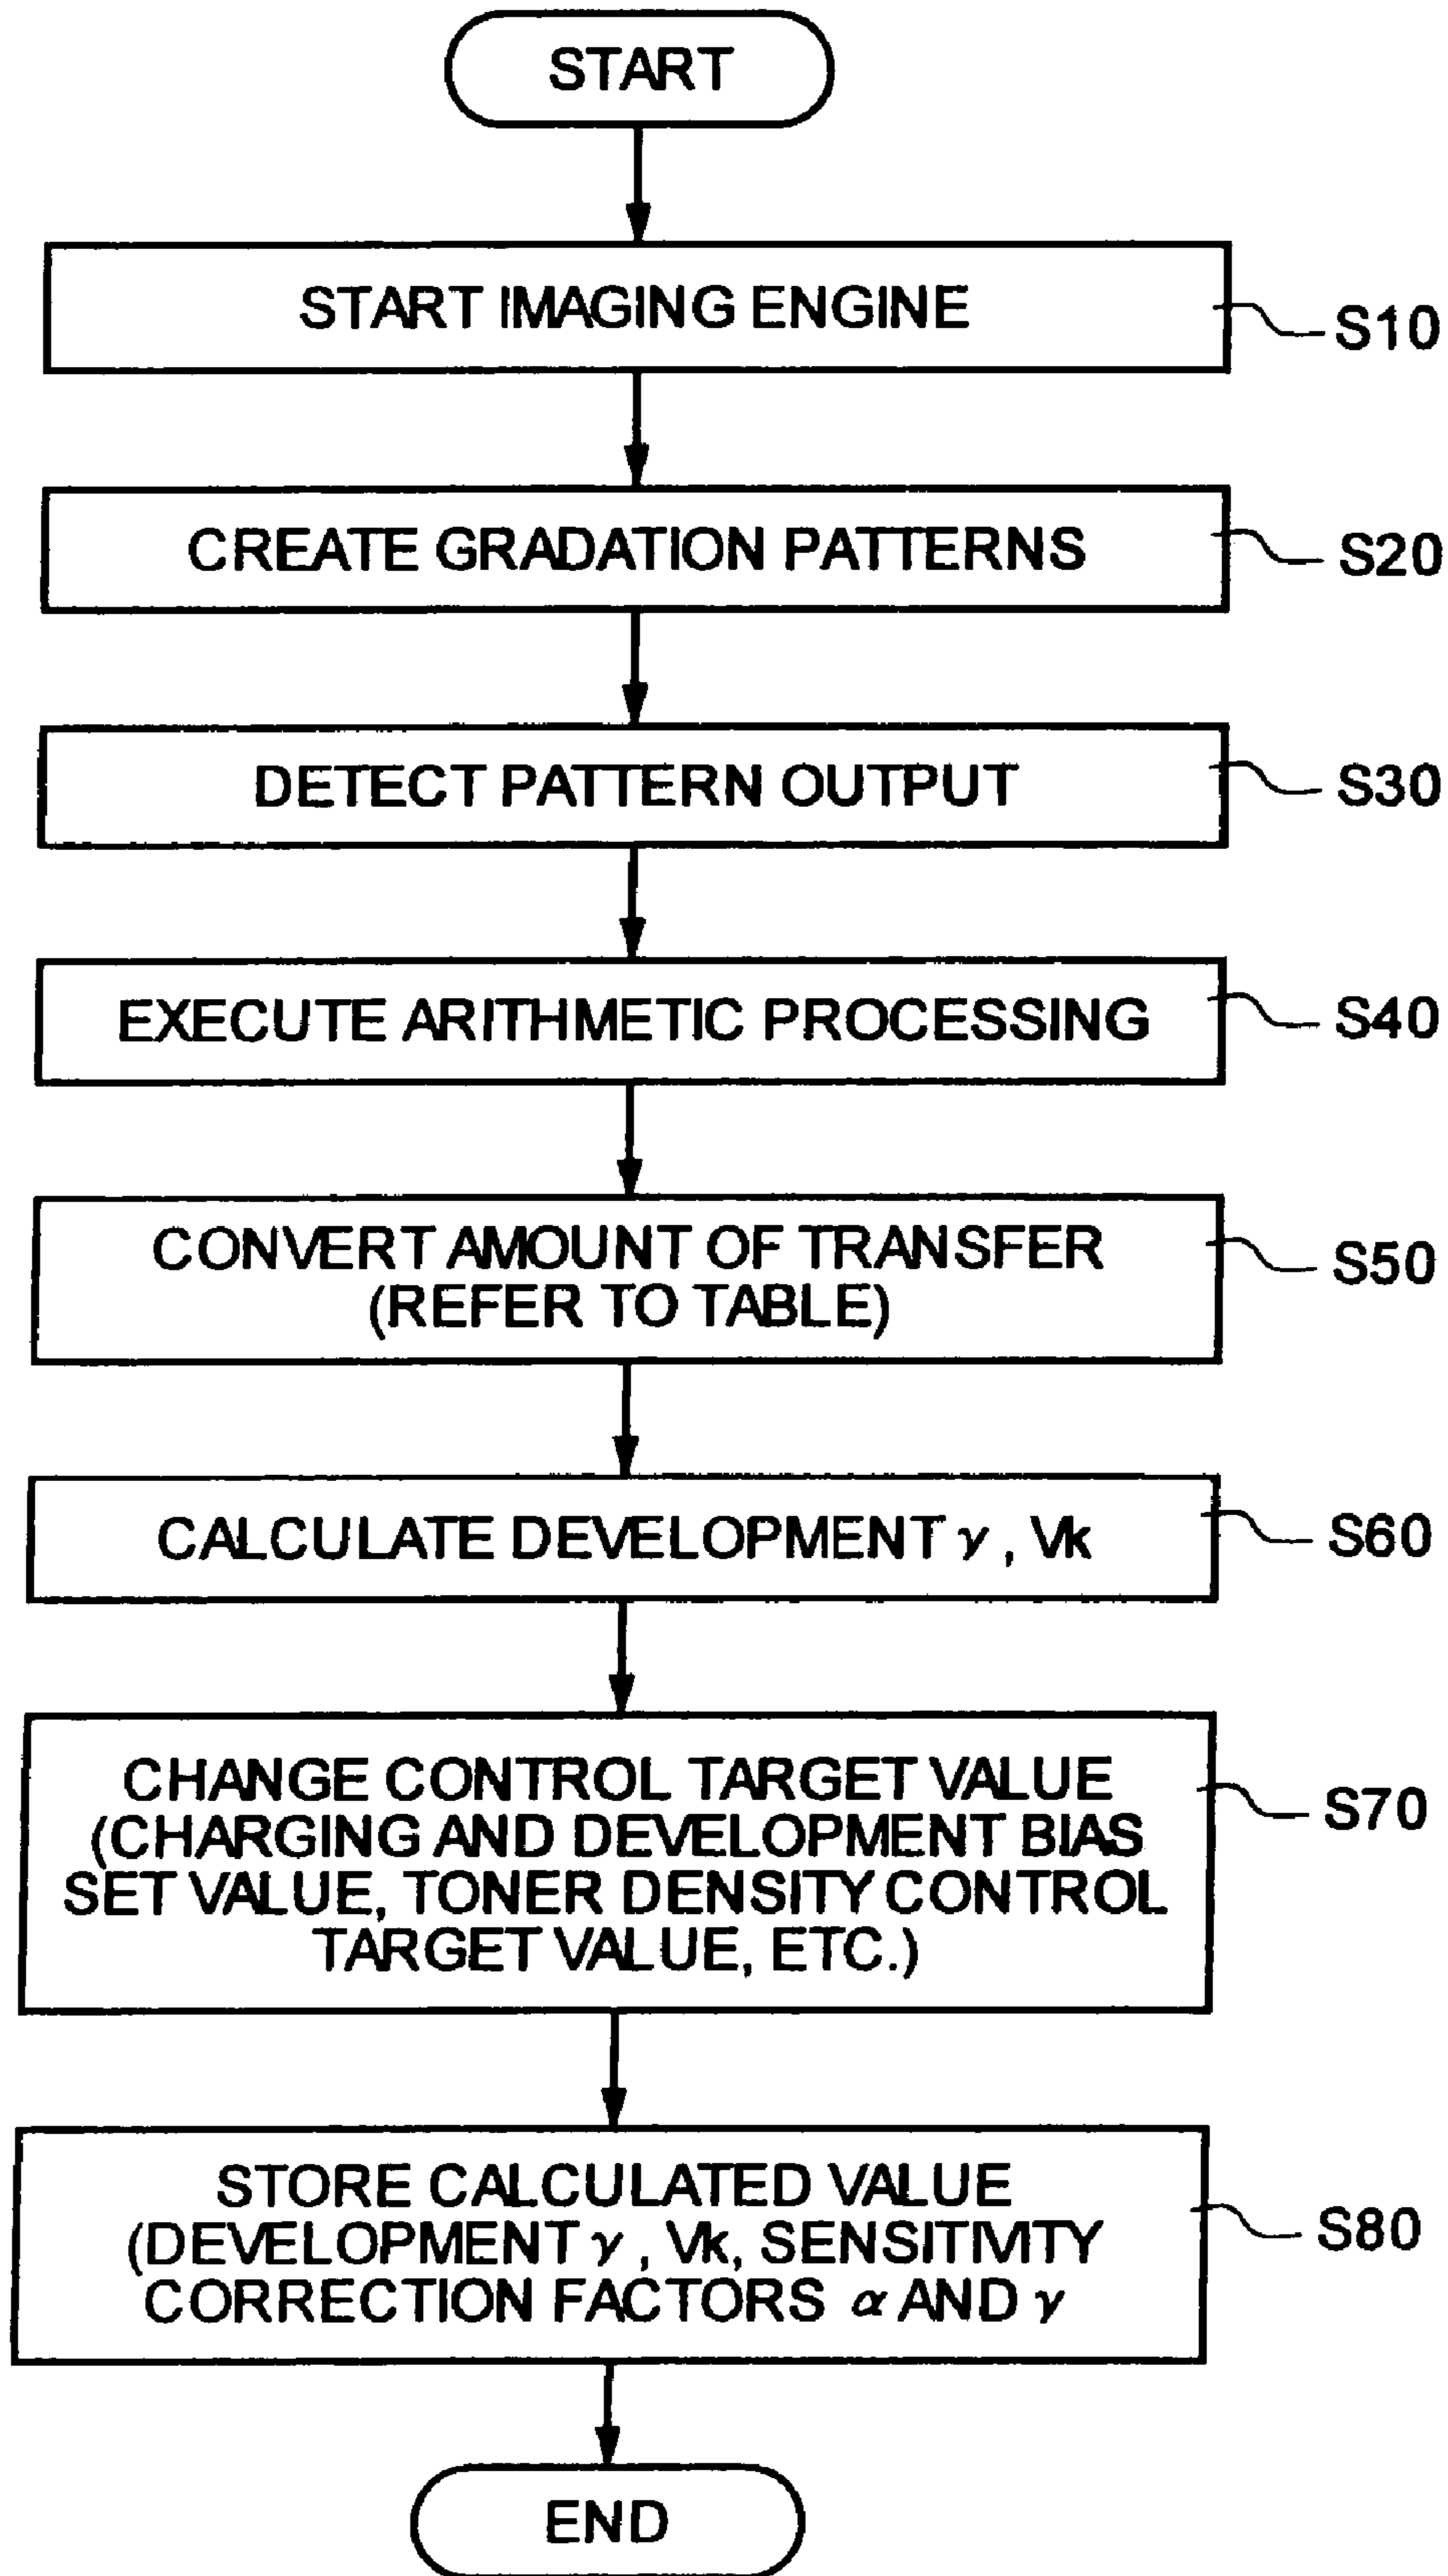 START
START IMAGING ENGINE
S10
CREATE GRADATION PATTERNS
S20
DETECT PATTERN OUTPUT
S30
EXECUTE ARITHMETIC PROCESSING
S40
CONVERT AMOUNT OF TRANSFER
(REFER TO TABLE)
S50
CALCULATE DEVELOPMENT γ, Vk
S60
CHANGE CONTROL TARGET VALUE
(CHARGING AND DEVELOPMENT BIAS
SET VALUE, TONER DENSITY CONTROL
TARGET VALUE, ETC.)
S70
STORE CALCULATED VALUE
(DEVELOPMENT γ, Vk, SENSITIVITY
CORRECTION FACTORS α AND γ
S80
END